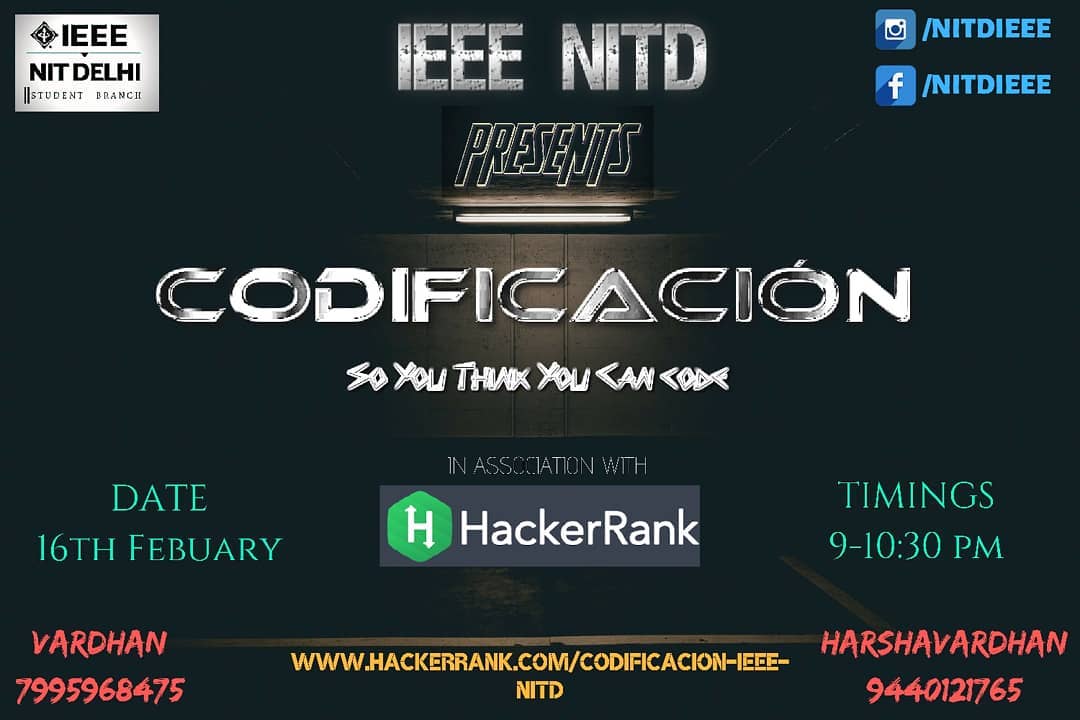 IEEE
NIT DELHI
STUDENT BRANCH
IEEE NITD
/NITDIEEE
/NITDIEEE
PRESENTS
CODIFICACIÓN
SO YOU THINK YOU CAN CODE
IN ASSOCIATION WITH
HackerRank
DATE
16TH FEBUARY
TIMINGS
9-10:30 PM
VARDHAN
7995968475
WWW.HACKERRANK.COM/CODIFICACION-IEEE-
NITD
HARSHAVARDHAN
9440121765